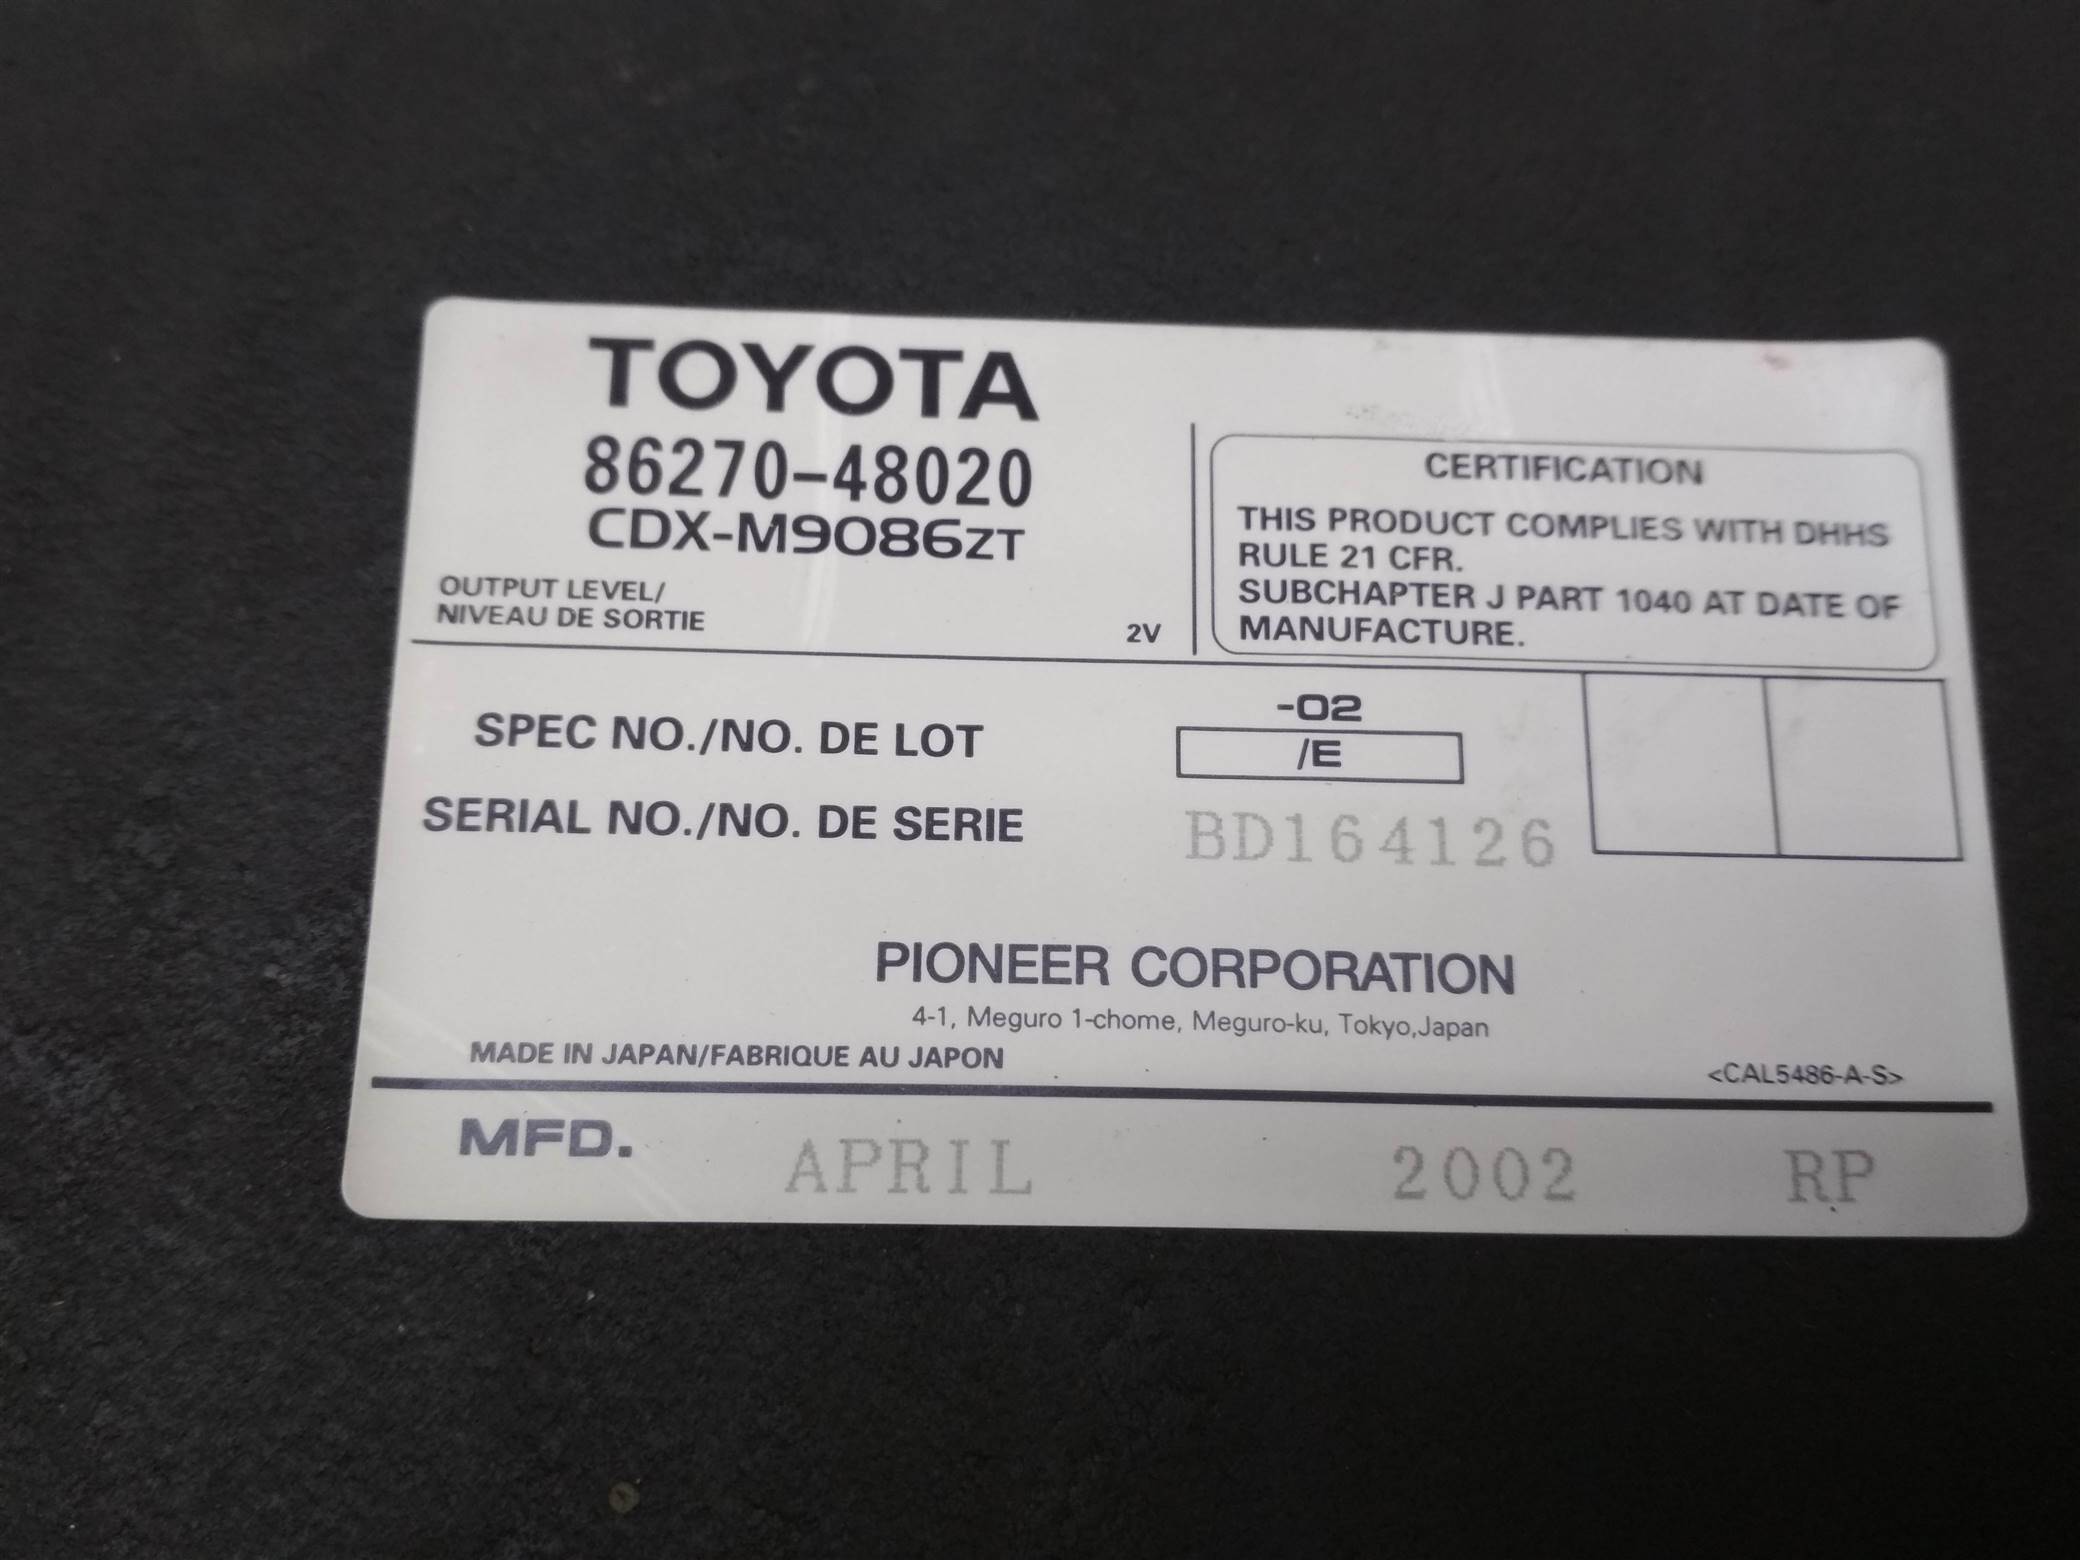 TOYOTA
86270-48020
CDX-M9086ZT
OUTPUT LEVEL/
NIVEAU DE SORTIE
2V
CERTIFICATION
THIS PRODUCT COMPLIES WITH DHHS
RULE 21 CFR.
SUBCHAPTER J PART 1040 AT DATE OF
MANUFACTURE.
SPEC NO./NO. DE LOT
-02
/E
SERIAL NO./NO. DE SERIE BD164126
PIONEER CORPORATION
4-1, Meguro 1-chome, Meguro-ku, Tokyo,Japan
MADE IN JAPAN/FABRIQUE AU JAPON
<CAL5486-A-S>
MFD. APRIL 2002 RP